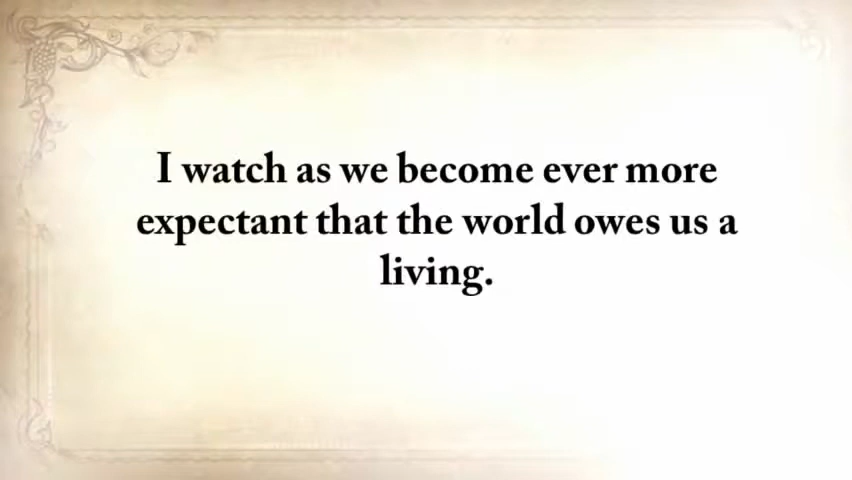 I watch as we become ever more
expectant that the world owes us a
living.